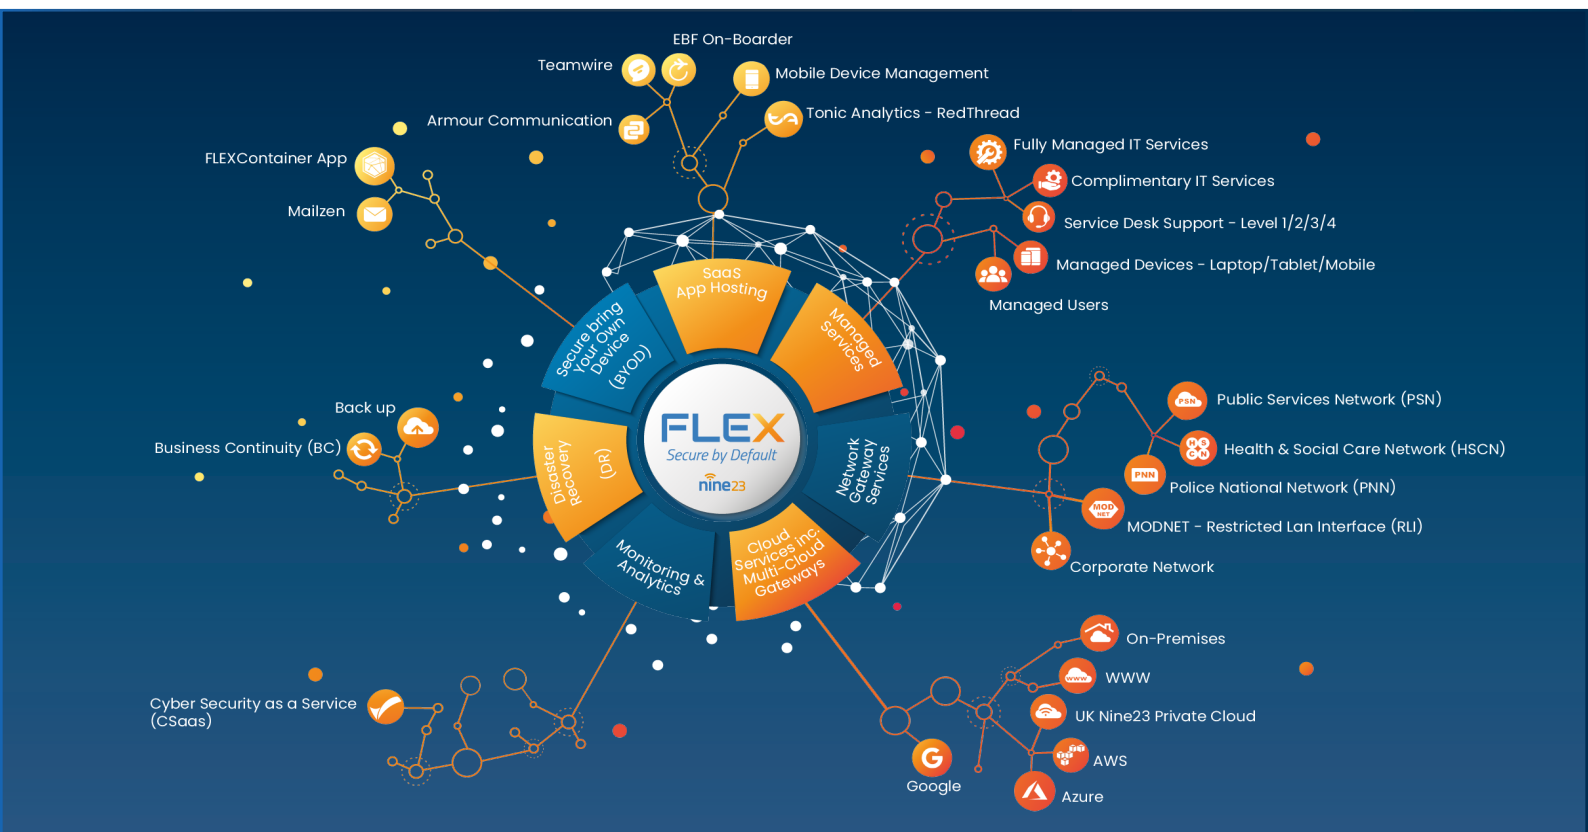 EBF On-Boarder
Teamwire
Mobile Device Management
Armour Communication
Tonic Analytics - RedThread
FLEXContainer App
Mailzen
Fully Managed IT Services
Complimentary IT Services
Service Desk Support - Level 1/2/3/4
Managed Devices - Laptop/Tablet/Mobile
Managed Users
SaaS
App Hosting
Managed
Services
Secure bring
Your Own
Device
(BYOD)
Network
Gateway
Services
Cloud
Services inc.
Multi-Cloud
Gateways
Monitoring &
Analytics
Disaster
Recovery
(DR)
FLEX
Secure by Default
nine23
Back up
Business Continuity (BC)
PSN
Public Services Network (PSN)
H S
C N
Health & Social Care Network (HSCN)
PNN
Police National Network (PNN)
MOD
NET
MODNET - Restricted Lan Interface (RLI)
Corporate Network
Cyber Security as a Service
(CSaas)
On-Premises
www
WWW
UK Nine23 Private Cloud
AWS
Azure
G
Google